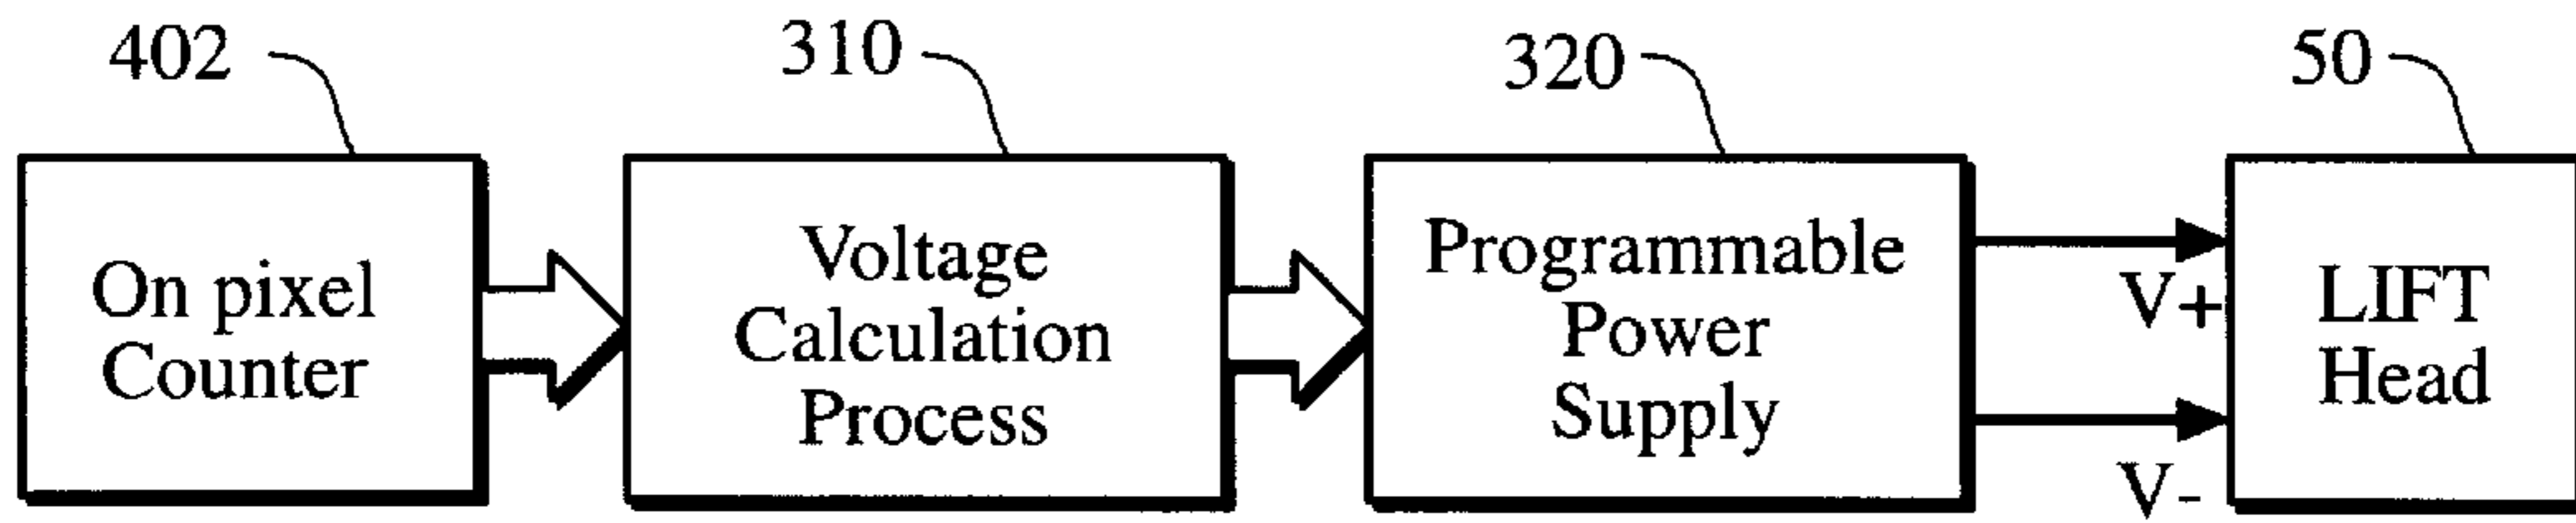 402
310
320
50
On pixel
Counter
Voltage
Calculation
Process
Programmable
Power
Supply
V+
V-
LIFT
Head